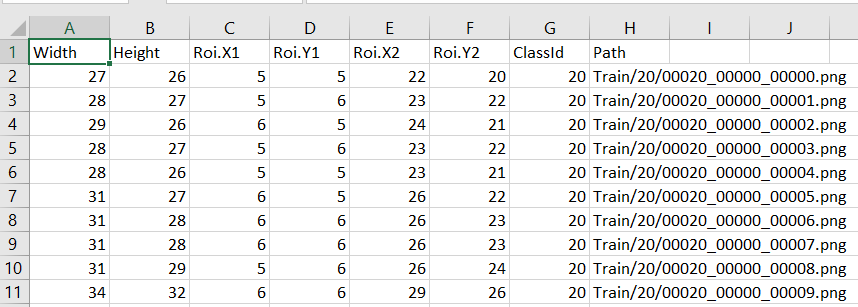 A B C D E F G H I J
1 Width Height Roi.X1 Roi.Y1 Roi.X2 Roi.Y2 ClassId Path
2 27 26 5 5 22 20 20 Train/20/00020_00000_00000.png
3 28 27 5 6 23 22 20 Train/20/00020_00000_00001.png
4 29 26 6 5 24 21 20 Train/20/00020_00000_00002.png
5 28 27 5 6 23 22 20 Train/20/00020_00000_00003.png
6 28 26 5 5 23 21 20 Train/20/00020_00000_00004.png
7 31 27 6 5 26 22 20 Train/20/00020_00000_00005.png
8 31 28 6 6 26 23 20 Train/20/00020_00000_00006.png
9 31 28 6 6 26 23 20 Train/20/00020_00000_00007.png
10 31 29 5 6 26 24 20 Train/20/00020_00000_00008.png
11 34 32 6 6 29 26 20 Train/20/00020_00000_00009.png